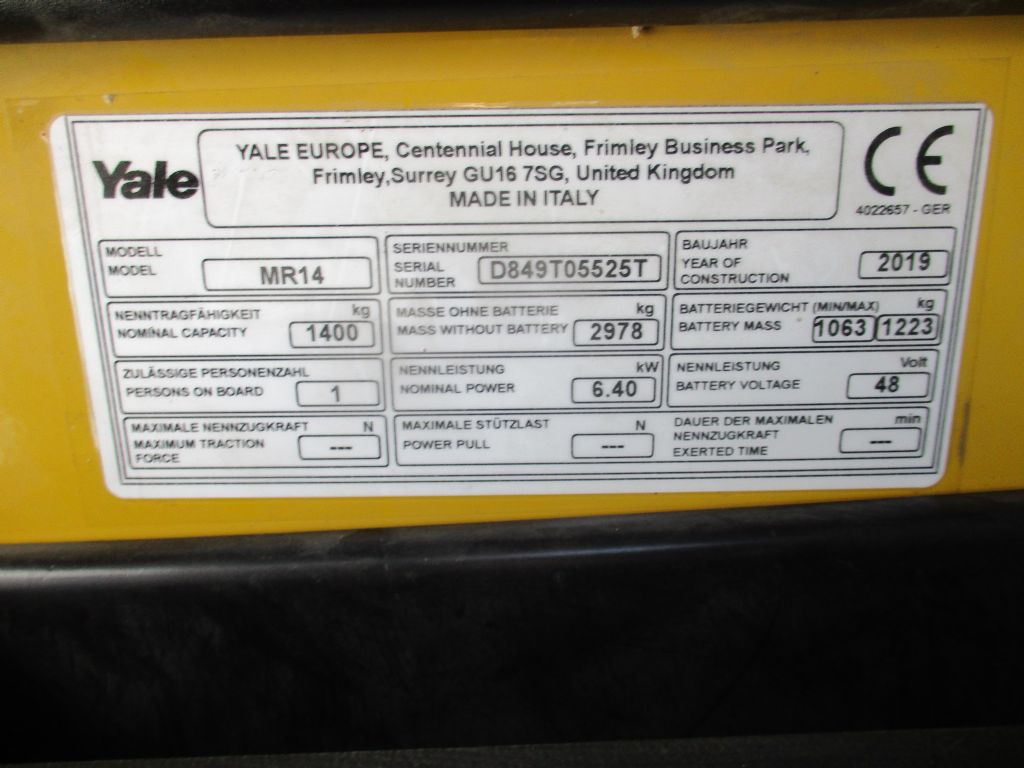 Yale
YALE EUROPE, Centennial House, Frimley Business Park,
Frimley,Surrey GU16 7SG, United Kingdom
MADE IN ITALY
CE
4022657 - GER
MODELL
MODEL
MR14
SERIENNUMMER
SERIAL
NUMBER
D849T05525T
BAUJAHR
YEAR OF
CONSTRUCTION
2019
NENNTRAGFÄHIGKEIT kg
NOMINAL CAPACITY 1400
MASSE OHNE BATTERIE kg
MASS WITHOUT BATTERY 2978
BATTERIEGEWICHT (MIN/MAX) kg
BATTERY MASS 1063 1223
ZULÄSSIGE PERSONENZAHL
PERSONS ON BOARD 1
NENNLEISTUNG kW
NOMINAL POWER 6.40
NENNLEISTUNG Volt
BATTERY VOLTAGE 48
MAXIMALE NENNZUGKRAFT N
MAXIMUM TRACTION
FORCE
---
MAXIMALE STÜTZLAST N
POWER PULL ---
DAUER DER MAXIMALEN min
NENNZUGKRAFT
EXERTED TIME
---